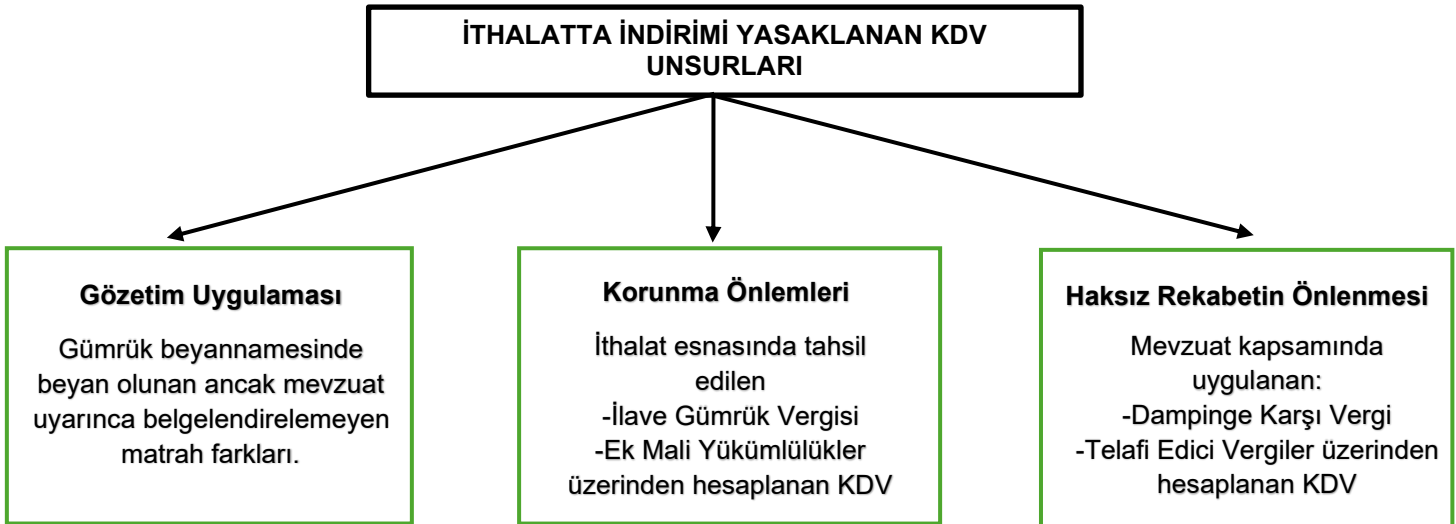 İTHALATTA İNDİRİMİ YASAKLANAN KDV
UNSURLARI
Gözetim Uygulaması
Gümrük beyannamesinde
beyan olunan ancak mevzuat
uyarınca belgelendirelemeyen
matrah farkları.
Korunma Önlemleri
İthalat esnasında tahsil
edilen
-İlave Gümrük Vergisi
-Ek Mali Yükümlülükler
üzerinden hesaplanan KDV
Haksız Rekabetin Önlenmesi
Mevzuat kapsamında
uygulanan:
-Dampinge Karşı Vergi
-Telafi Edici Vergiler üzerinden
hesaplanan KDV